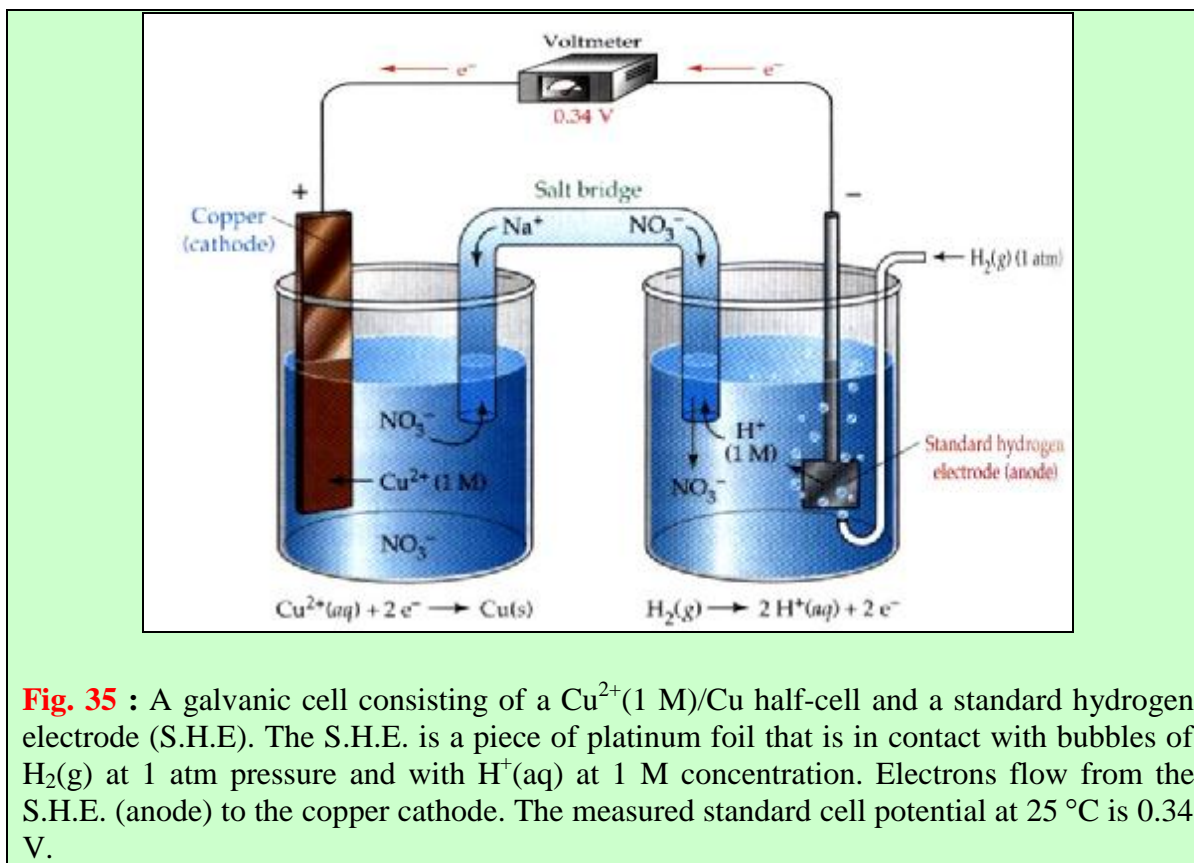 Voltmeter
← e⁻ ← e⁻
0.34 V
+ −
Salt bridge
Copper
(cathode)
Na⁺ NO₃⁻
← H₂(g) (1 atm)
NO₃⁻
H⁺
(1 M)
Standard hydrogen
electrode (anode)
Cu²⁺ (1 M)
NO₃⁻
NO₃⁻
Cu²⁺(aq) + 2 e⁻ → Cu(s) H₂(g) → 2 H⁺(aq) + 2 e⁻
Fig. 35 : A galvanic cell consisting of a Cu²⁺(1 M)/Cu half-cell and a standard hydrogen
electrode (S.H.E). The S.H.E. is a piece of platinum foil that is in contact with bubbles of
H₂(g) at 1 atm pressure and with H⁺(aq) at 1 M concentration. Electrons flow from the
S.H.E. (anode) to the copper cathode. The measured standard cell potential at 25 °C is 0.34
V.